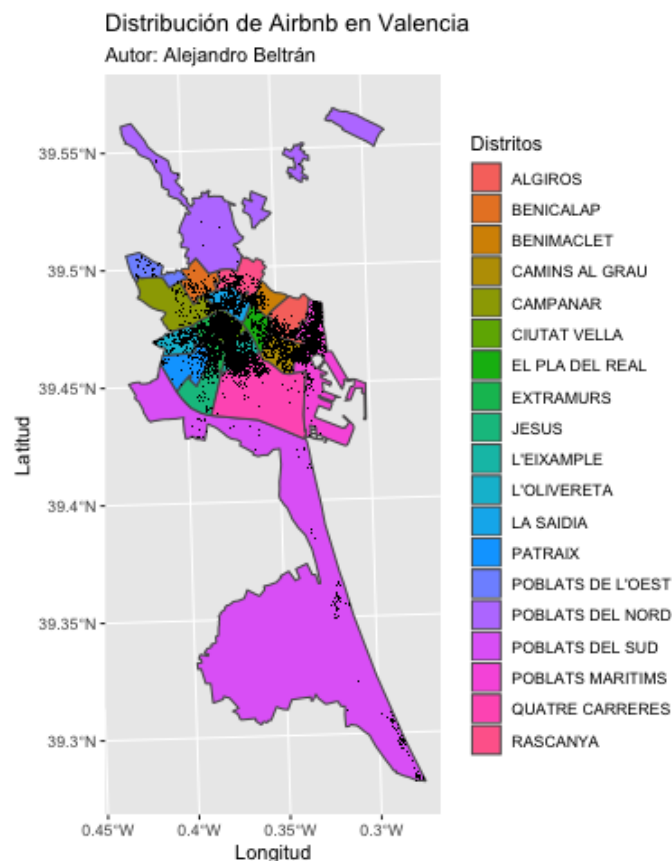 Distribución de Airbnb en Valencia
Autor: Alejandro Beltrán
39.55°N
39.5°N
39.45°N
39.4°N
39.35°N
39.3°N
Latitud
0.45°W
0.4°W
0.35°W
0.3°W
Longitud
Distritos
ALGIROS
BENICALAP
BENIMACLET
CAMINS AL GRAU
CAMPANAR
CIUTAT VELLA
EL PLA DEL REAL
EXTRAMURS
JESUS
L'EIXAMPLE
L'OLIVERETA
LA SAIDIA
PATRAIX
POBLATS DE L'OEST
POBLATS DEL NORD
POBLATS DEL SUD
POBLATS MARITIMS
QUATRE CARRERES
RASCANYA